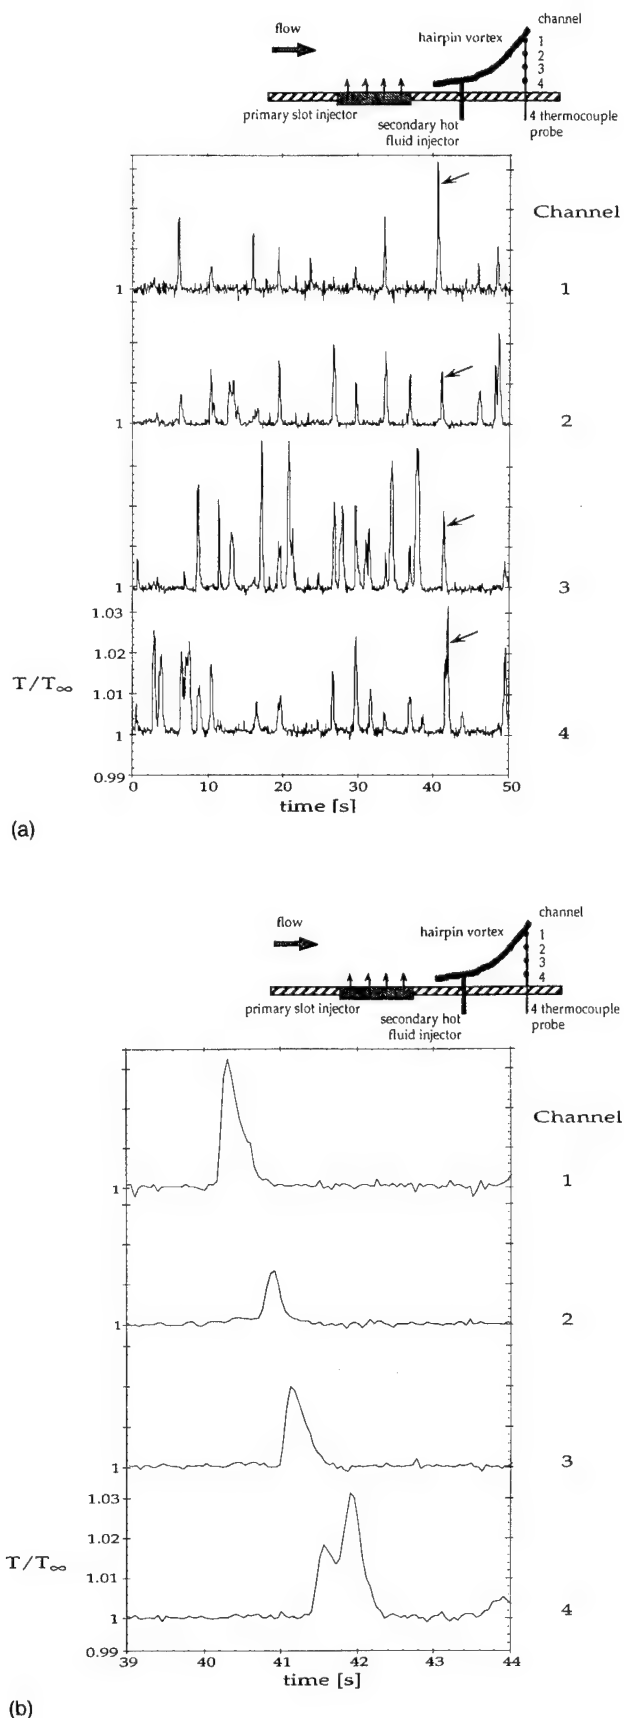 channel
flow
hairpin vortex
1
2
3
4
primary slot injector
secondary hot
fluid injector
4 thermocouple
probe
Channel
1
1
1
2
1
3
1.03
1.02
T/T∞
1.01
1
4
0.99
0
10
20
30
40
50
time [s]
(a)
channel
flow
hairpin vortex
1
2
3
4
primary slot injector
secondary hot
fluid injector
4 thermocouple
probe
Channel
1
1
1
2
1
3
1.03
1.02
T/T∞
1.01
1
4
0.99
39
40
41
42
43
44
time [s]
(b)